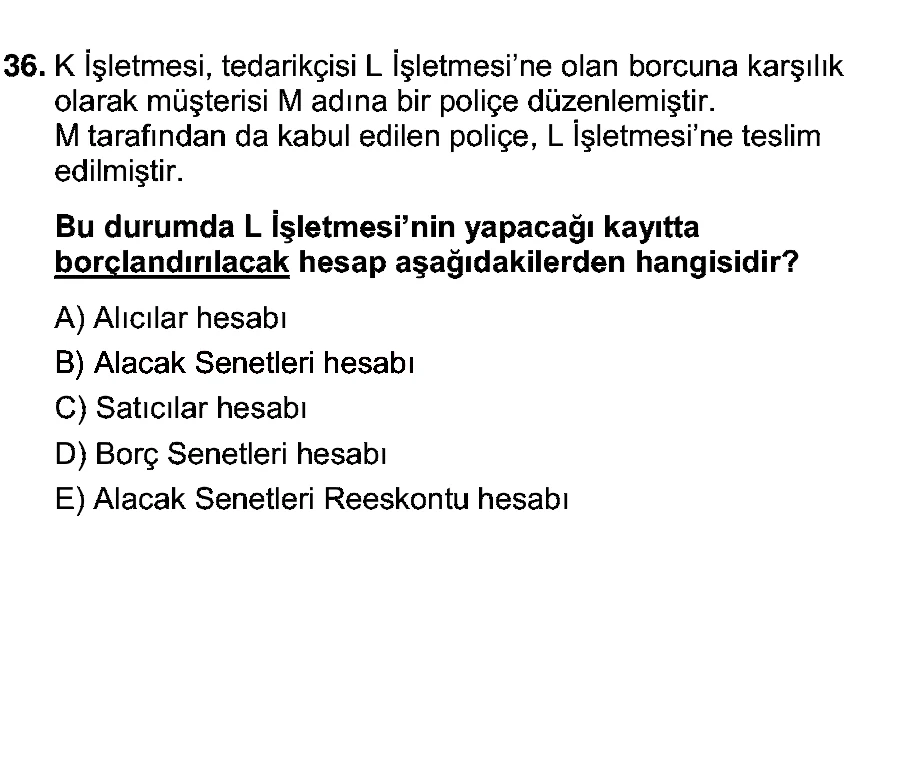 36. K İşletmesi, tedarikçisi L İşletmesi’ne olan borcuna karşılık
olarak müşterisi M adına bir poliçe düzenlemiştir.
M tarafından da kabul edilen poliçe, L İşletmesi’ne teslim
edilmiştir.
Bu durumda L İşletmesi’nin yapacağı kayıtta
borçlandırılacak hesap aşağıdakilerden hangisidir?
A) Alıcılar hesabı
B) Alacak Senetleri hesabı
C) Satıcılar hesabı
D) Borç Senetleri hesabı
E) Alacak Senetleri Reeskontu hesabı